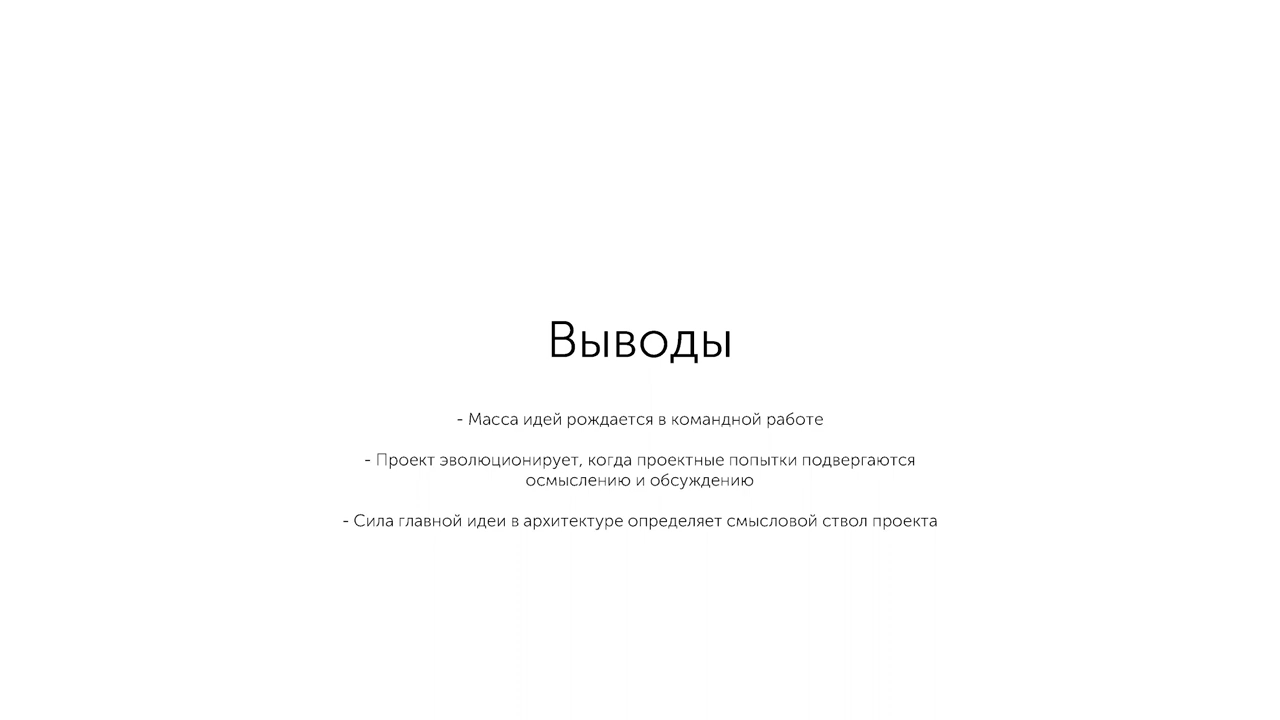 Выводы
- Масса идей рождается в командной работе
- Проект эволюционирует, когда проектные попытки подвергаются
осмыслению и обсуждению
- Сила главной идеи в архитектуре определяет смысловой ствол проекта